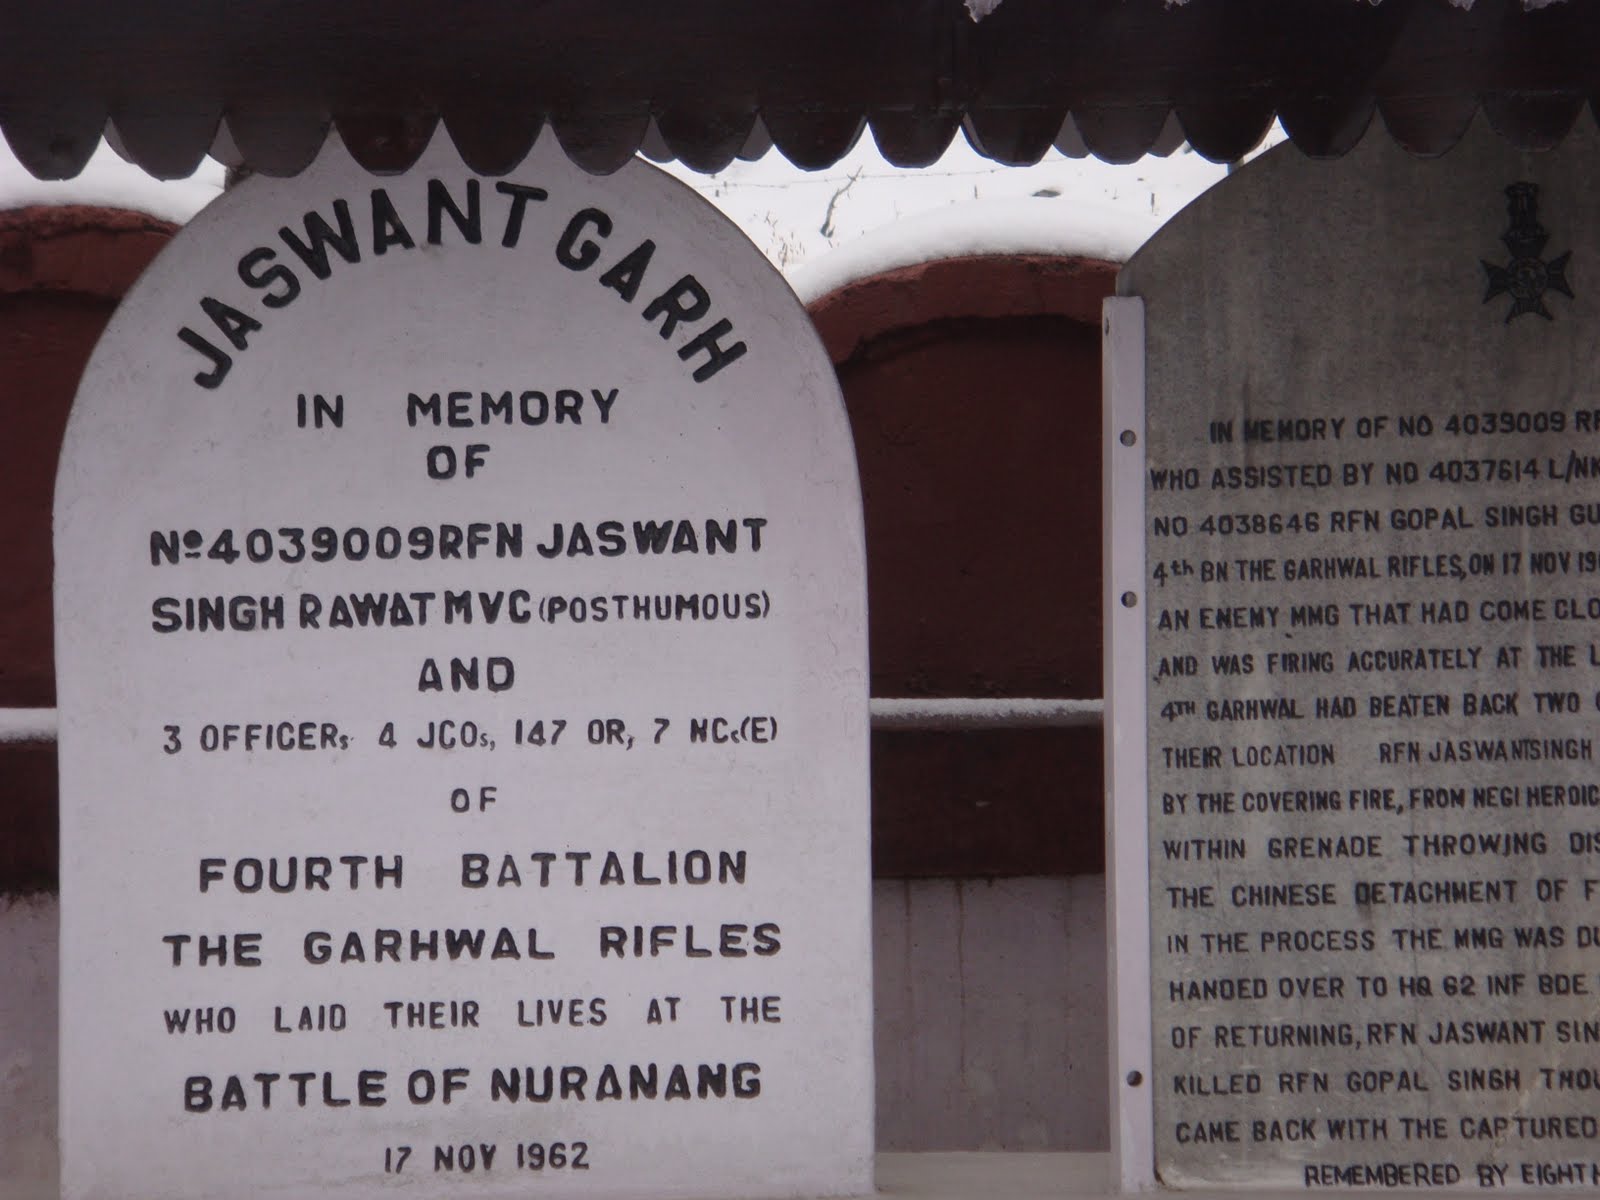 JASWANT GARH
IN MEMORY
OF
No 4039009 RFN JASWANT
SINGH RAWAT MVC (POSTHUMOUS)
AND
3 OFFICERs 4 JCOs, 147 OR, 7 NCs(E)
OF
FOURTH BATTALION
THE GARHWAL RIFLES
WHO LAID THEIR LIVES AT THE
BATTLE OF NURANANG
17 NOV 1962
IN MEMORY OF NO 4039009
WHO ASSISTED BY NO 4037614 L/NK
NO 4038646 RFN GOPAL SINGH
4th BN THE GARHWAL RIFLES, ON 17 NOV
AN ENEMY MMG THAT HAD COME
AND WAS FIRING ACCURATELY AT THE
4TH GARHWAL HAD BEATEN BACK TWO
THEIR LOCATION RFN JASWANTSINGH
BY THE COVERING FIRE, FROM NEGI
WITHIN GRENADE THROWING
THE CHINESE DETACHMENT OF
IN THE PROCESS THE MMG WAS
HANDED OVER TO HQ 62 INF BDE
OF RETURNING, RFN JASWANT
KILLED RFN GOPAL SINGH
CAME BACK WITH THE CAPTURED
REMEMBERED BY